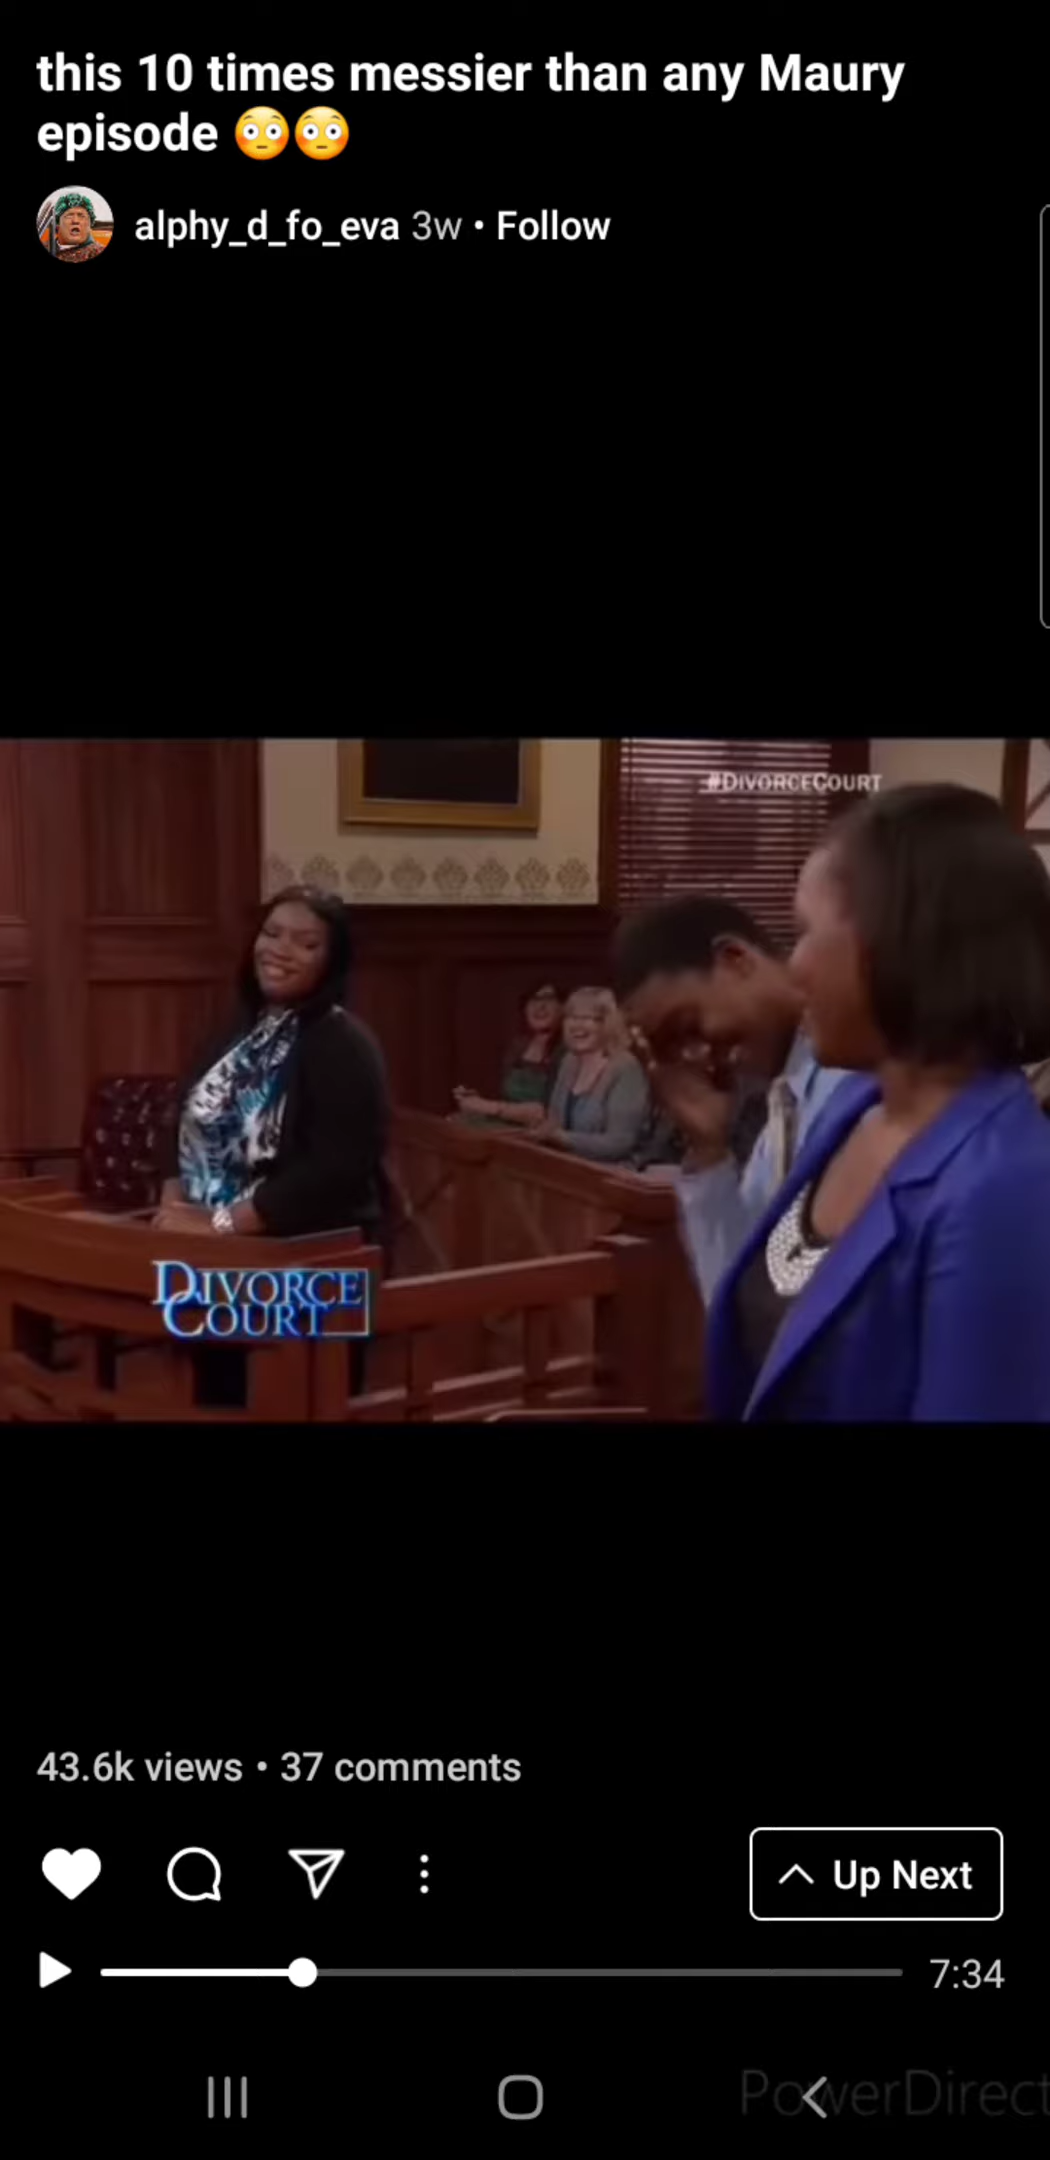 this 10 times messier than any Maury
episode 😳😳
alphy_d_fo_eva 3w • Follow
#DIVORCECOURT
DIVORCE
COURT
43.6k views • 37 comments
Up Next
7:34
PowerDirect